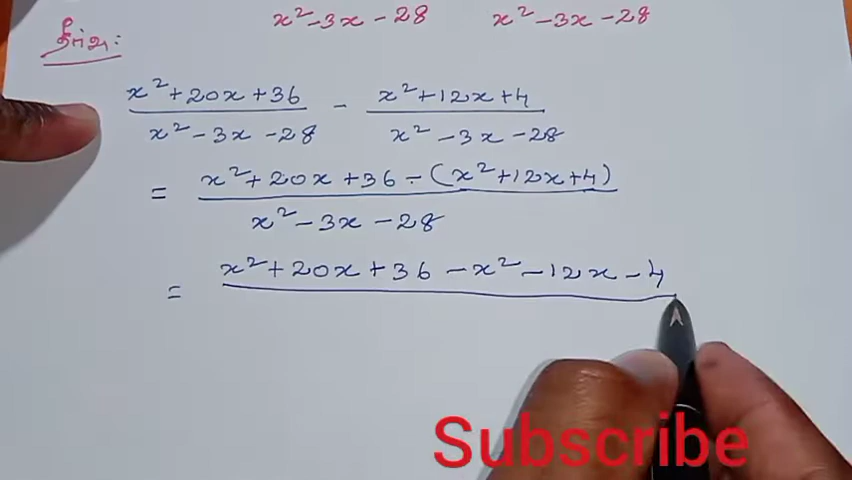 x²-3x-28 x²-3x-28
தீர்வு:-
x²+20x+36 - x²+12x+4
x²-3x-28 x²-3x-28
= x²+20x+36-(x²+12x+4)
x²-3x-28
= x²+20x+36-x²-12x-4
Subscribe